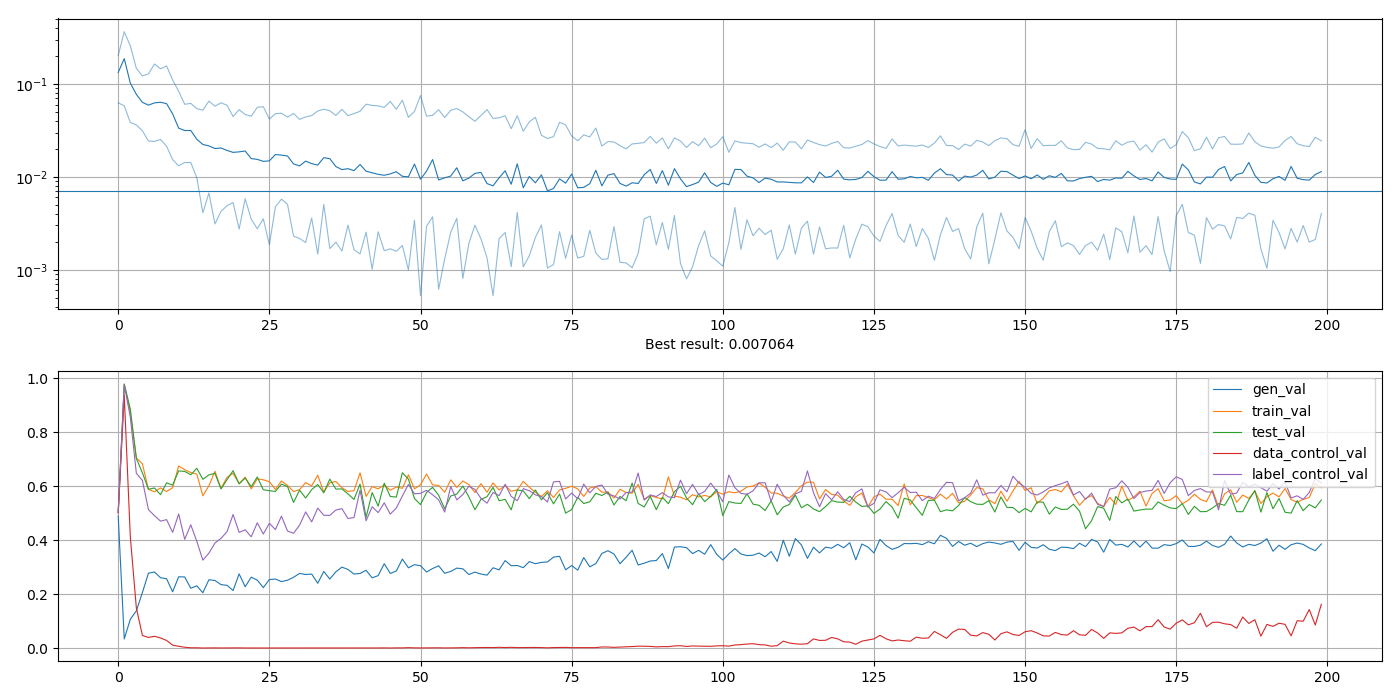 10⁻¹
10⁻²
10⁻³
0 25 50 75 100 125 150 175 200
Best result: 0.007064
1.0
0.8
0.6
0.4
0.2
0.0
gen_val
train_val
test_val
data_control_val
label_control_val
0 25 50 75 100 125 150 175 200